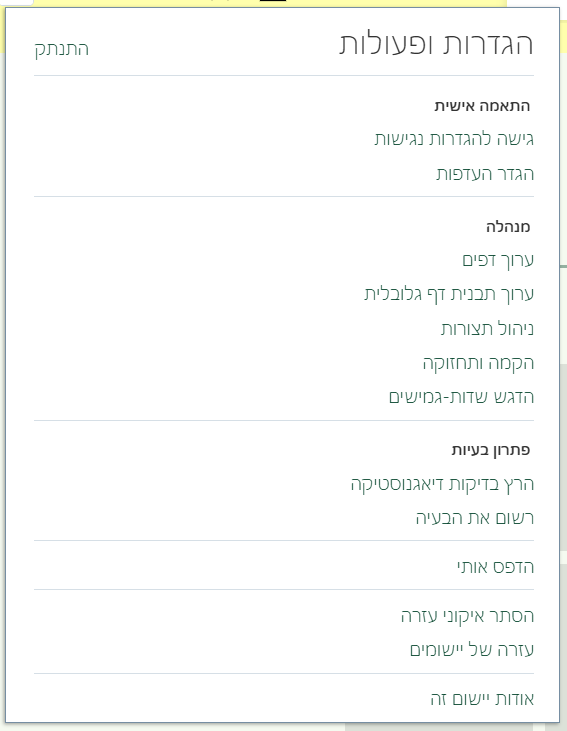 הגדרות ופעולות
התנתק
התאמה אישית
גישה להגדרות נגישות
הגדר העדפות
מנהלה
ערוך דפים
ערוך תבנית דף גלובלית
ניהול תצורות
הקמה ותחזוקה
הדגש שדות-גמישים
פתרון בעיות
הרץ בדיקות דיאגנוסטיקה
רשום את הבעיה
הדפס אותי
הסתר איקוני עזרה
עזרה של יישומים
אודות יישום זה